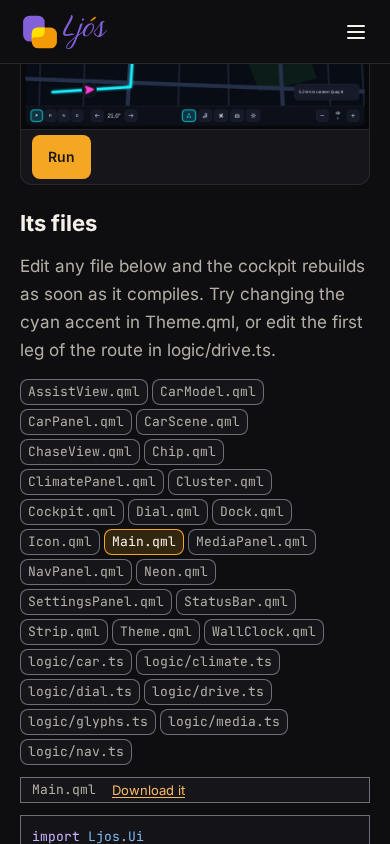 Ljós
21.0°
Run
Its files
Edit any file below and the cockpit rebuilds
as soon as it compiles. Try changing the
cyan accent in Theme.qml, or edit the first
leg of the route in logic/drive.ts.
AssistView.qml CarModel.qml
CarPanel.qml CarScene.qml
ChaseView.qml Chip.qml
ClimatePanel.qml Cluster.qml
Cockpit.qml Dial.qml Dock.qml
Icon.qml Main.qml MediaPanel.qml
NavPanel.qml Neon.qml
SettingsPanel.qml StatusBar.qml
Strip.qml Theme.qml WallClock.qml
logic/car.ts logic/climate.ts
logic/dial.ts logic/drive.ts
logic/glyphs.ts logic/media.ts
logic/nav.ts
Main.qml Download it
import Ljos.Ui